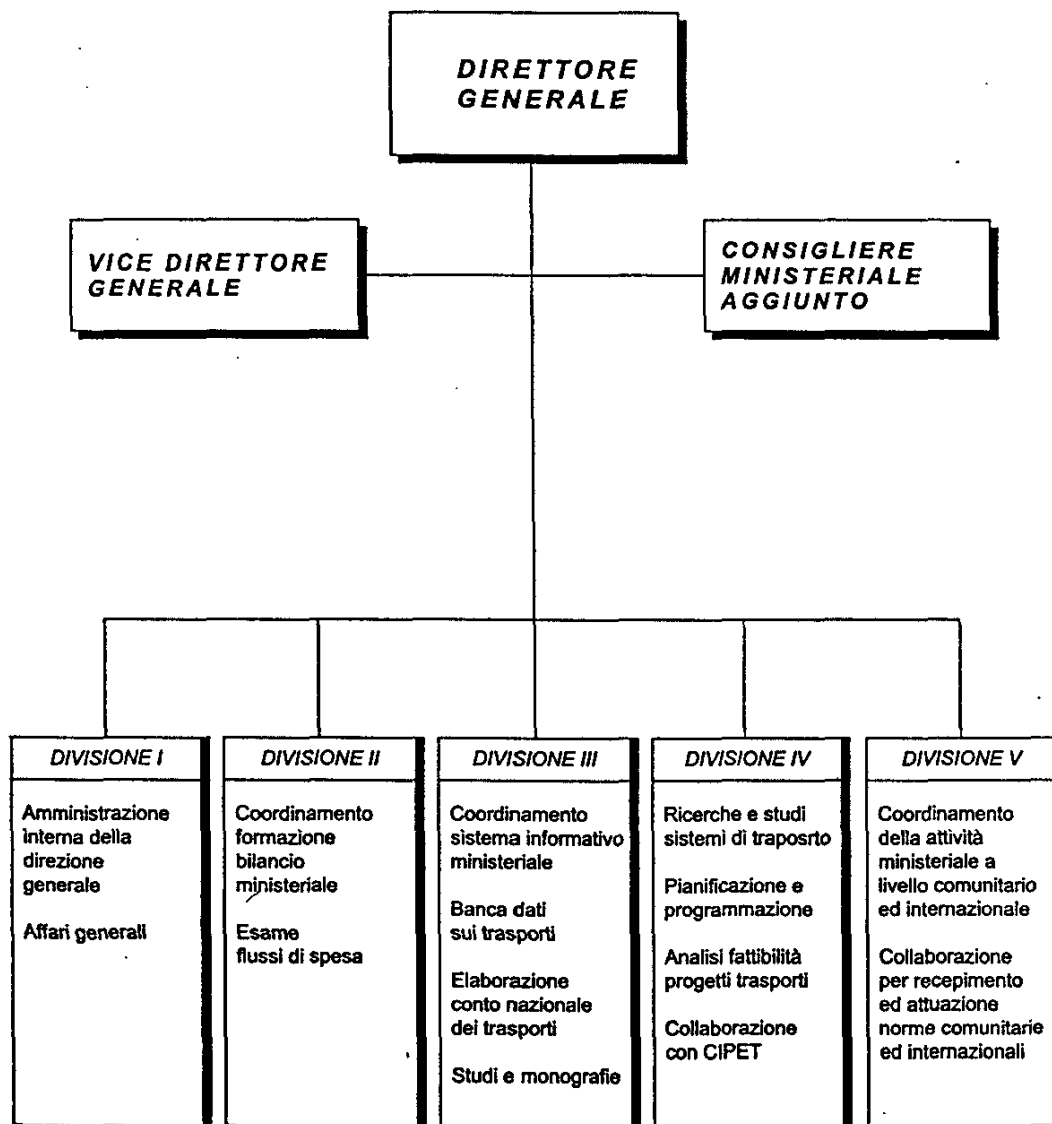 DIRETTORE
GENERALE
VICE DIRETTORE
GENERALE
CONSIGLIERE
MINISTERIALE
AGGIUNTO
DIVISIONE I
Amministrazione
interna della
direzione
generale
Affari generali
DIVISIONE II
Coordinamento
formazione
bilancio
ministeriale
Esame
flussi di spesa
DIVISIONE III
Coordinamento
sistema informativo
ministeriale
Banca dati
sui trasporti
Elaborazione
conto nazionale
dei trasporti
Studi e monografie
DIVISIONE IV
Ricerche e studi
sistemi di traposrto
Pianificazione e
programmazione
Analisi fattibilità
progetti trasporti
Collaborazione
con CIPET
DIVISIONE V
Coordinamento
della attività
ministeriale a
livello comunitario
ed internazionale
Collaborazione
per recepimento
ed attuazione
norme comunitarie
ed internazionali